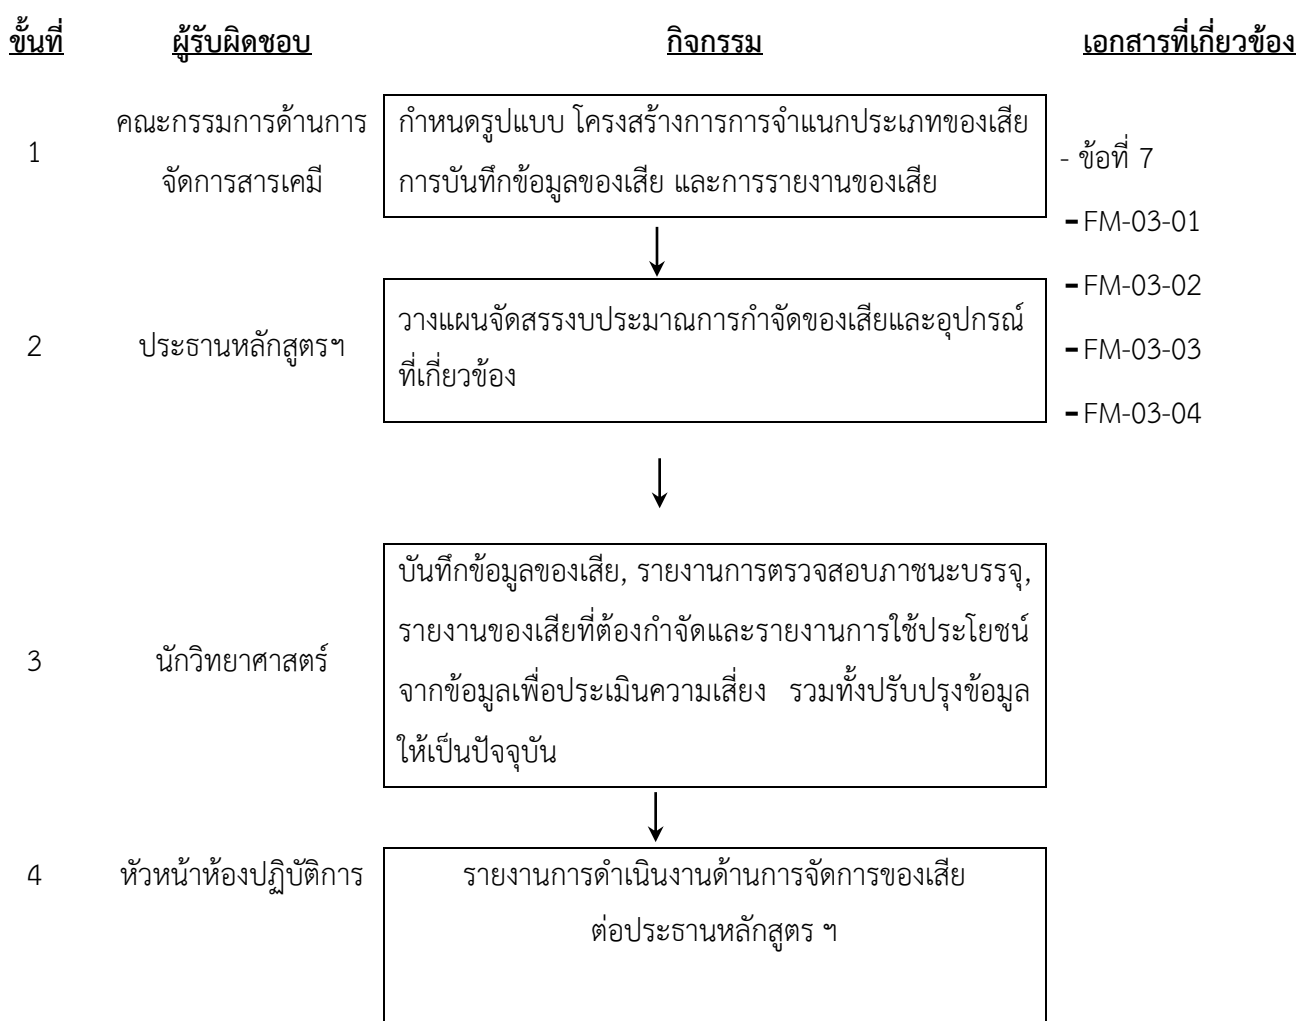 ขั้นที่ ผู้รับผิดชอบ กิจกรรม เอกสารที่เกี่ยวข้อง
1
คณะกรรมการด้านการ
จัดการสารเคมี
กำหนดรูปแบบ โครงสร้างการการจำแนกประเภทของเสีย
การบันทึกข้อมูลของเสีย และการรายงานของเสีย
- ข้อที่ 7
- FM-03-01
- FM-03-02
- FM-03-03
- FM-03-04
2
ประธานหลักสูตรฯ
วางแผนจัดสรรงบประมาณการกำจัดของเสียและอุปกรณ์
ที่เกี่ยวข้อง
3
นักวิทยาศาสตร์
บันทึกข้อมูลของเสีย, รายงานการตรวจสอบภาชนะบรรจุ,
รายงานของเสียที่ต้องกำจัดและรายงานการใช้ประโยชน์
จากข้อมูลเพื่อประเมินความเสี่ยง รวมทั้งปรับปรุงข้อมูล
ให้เป็นปัจจุบัน
4
หัวหน้าห้องปฏิบัติการ
รายงานการดำเนินงานด้านการจัดการของเสีย
ต่อประธานหลักสูตร ฯ